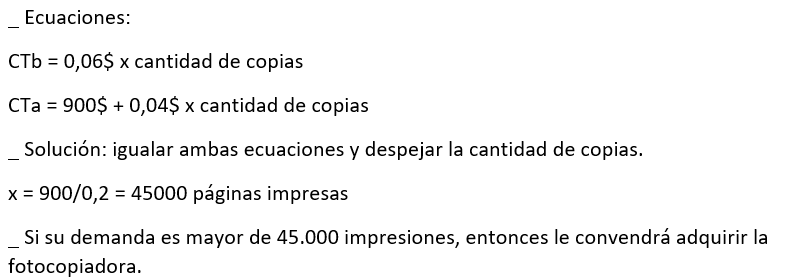 _ Ecuaciones:
CTb = 0,06$ x cantidad de copias
CTa = 900$ + 0,04$ x cantidad de copias
_ Solución: igualar ambas ecuaciones y despejar la cantidad de copias.
x = 900/0,2 = 45000 páginas impresas
_ Si su demanda es mayor de 45.000 impresiones, entonces le convendrá adquirir la
fotocopiadora.